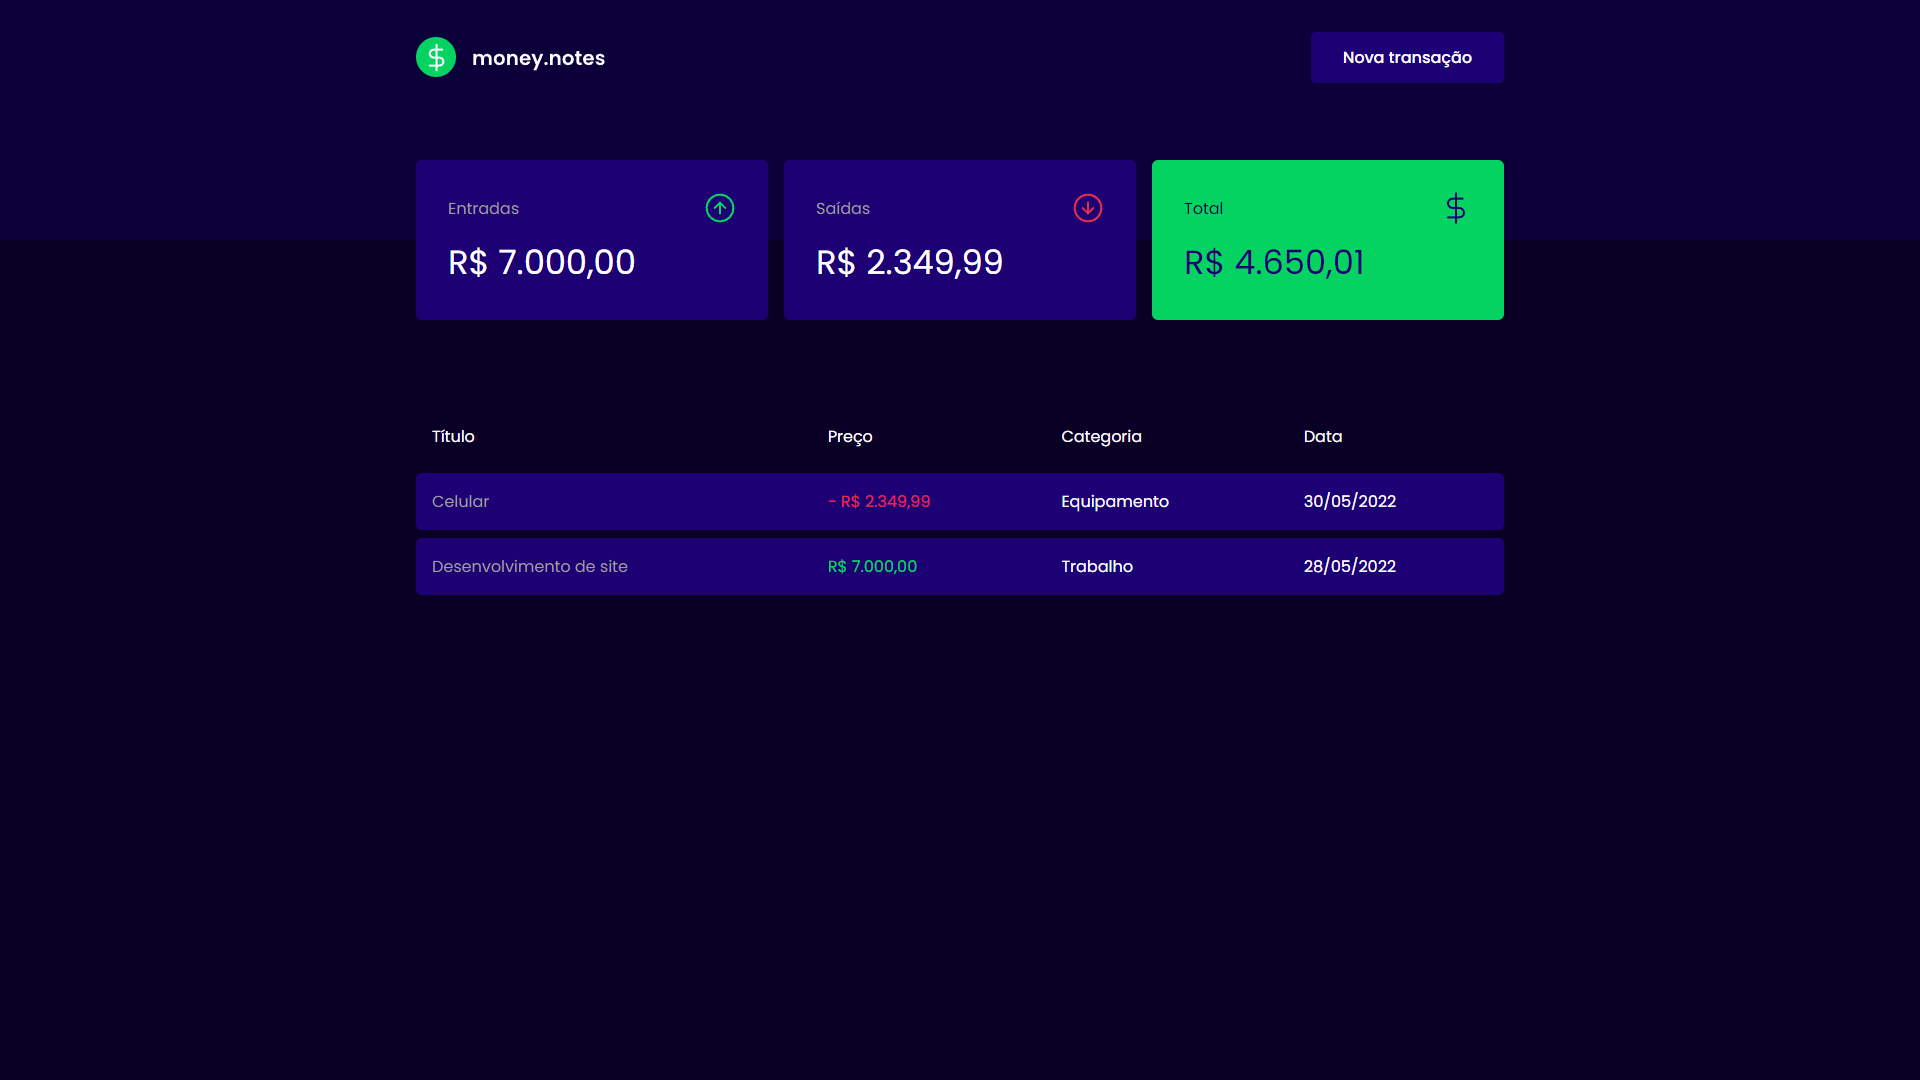 money.notes
Nova transação
Entradas
R$ 7.000,00
Saídas
R$ 2.349,99
Total
R$ 4.650,01
Título Preço Categoria Data
Celular - R$ 2.349,99 Equipamento 30/05/2022
Desenvolvimento de site R$ 7.000,00 Trabalho 28/05/2022